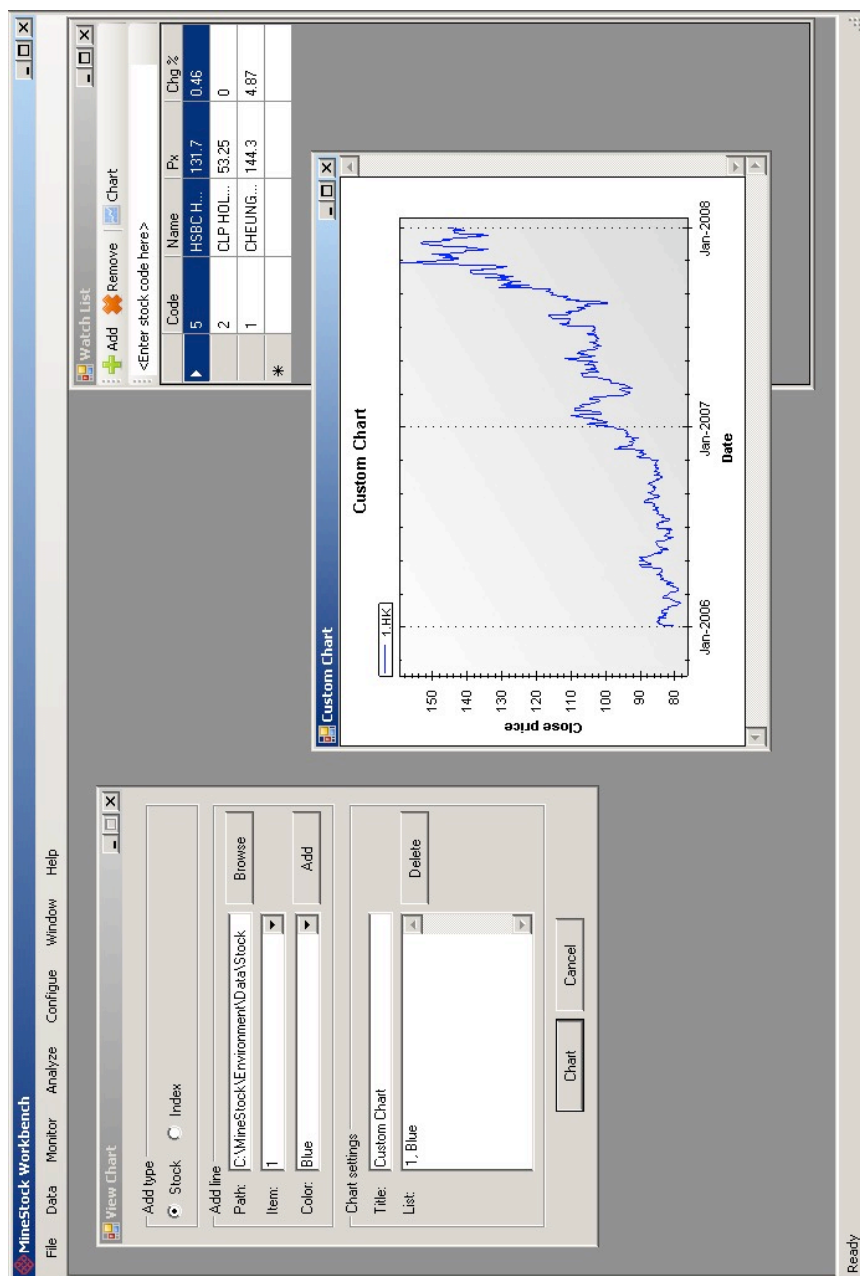 MineStock Workbench
File Data Monitor Analyze Configue Window Help
View Chart
Add type
Stock Index
Add line
Path: C:\MineStock\Environment\Data\Stock Browse
Item: 1
Color: Blue Add
Chart settings
Title: Custom Chart
List: 1, Blue Delete
Chart Cancel
Watch List
Add Remove Chart
<Enter stock code here>
Code Name Px Chg %
5 HSBC H... 131.7 0.46
2 CLP HOL... 53.25 0
1 CHEUNG... 144.3 4.87
*
Custom Chart
Custom Chart
1.HK
150
140
130
120
110
100
90
80
Close price
Jan-2006 Jan-2007 Jan-2008
Date
Ready